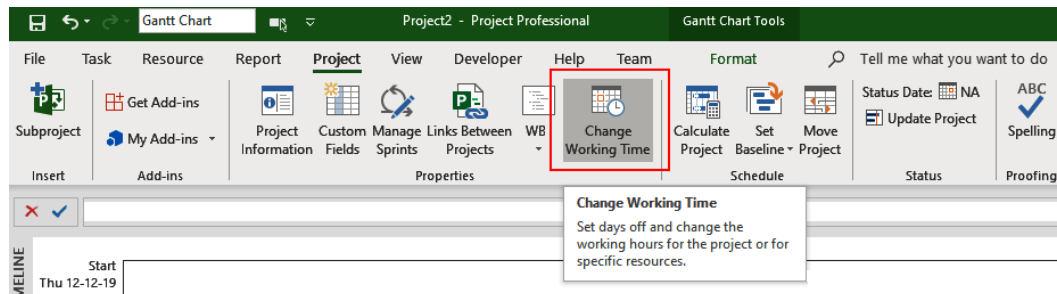 Gantt Chart
Project2 - Project Professional
Gantt Chart Tools
File Task Resource Report Project View Developer Help Team Format Tell me what you want to do
Subproject
Get Add-ins
My Add-ins
Project
Information
Custom
Fields
Manage
Sprints
Links Between
Projects
WB
Change
Working Time
Calculate
Project
Set
Baseline
Move
Project
Status Date: NA
Update Project
ABC
Spelling
Insert Add-ins Properties Schedule Status Proofing
Change Working Time
Set days off and change the
working hours for the project or for
specific resources.
Start
Thu 12-12-19